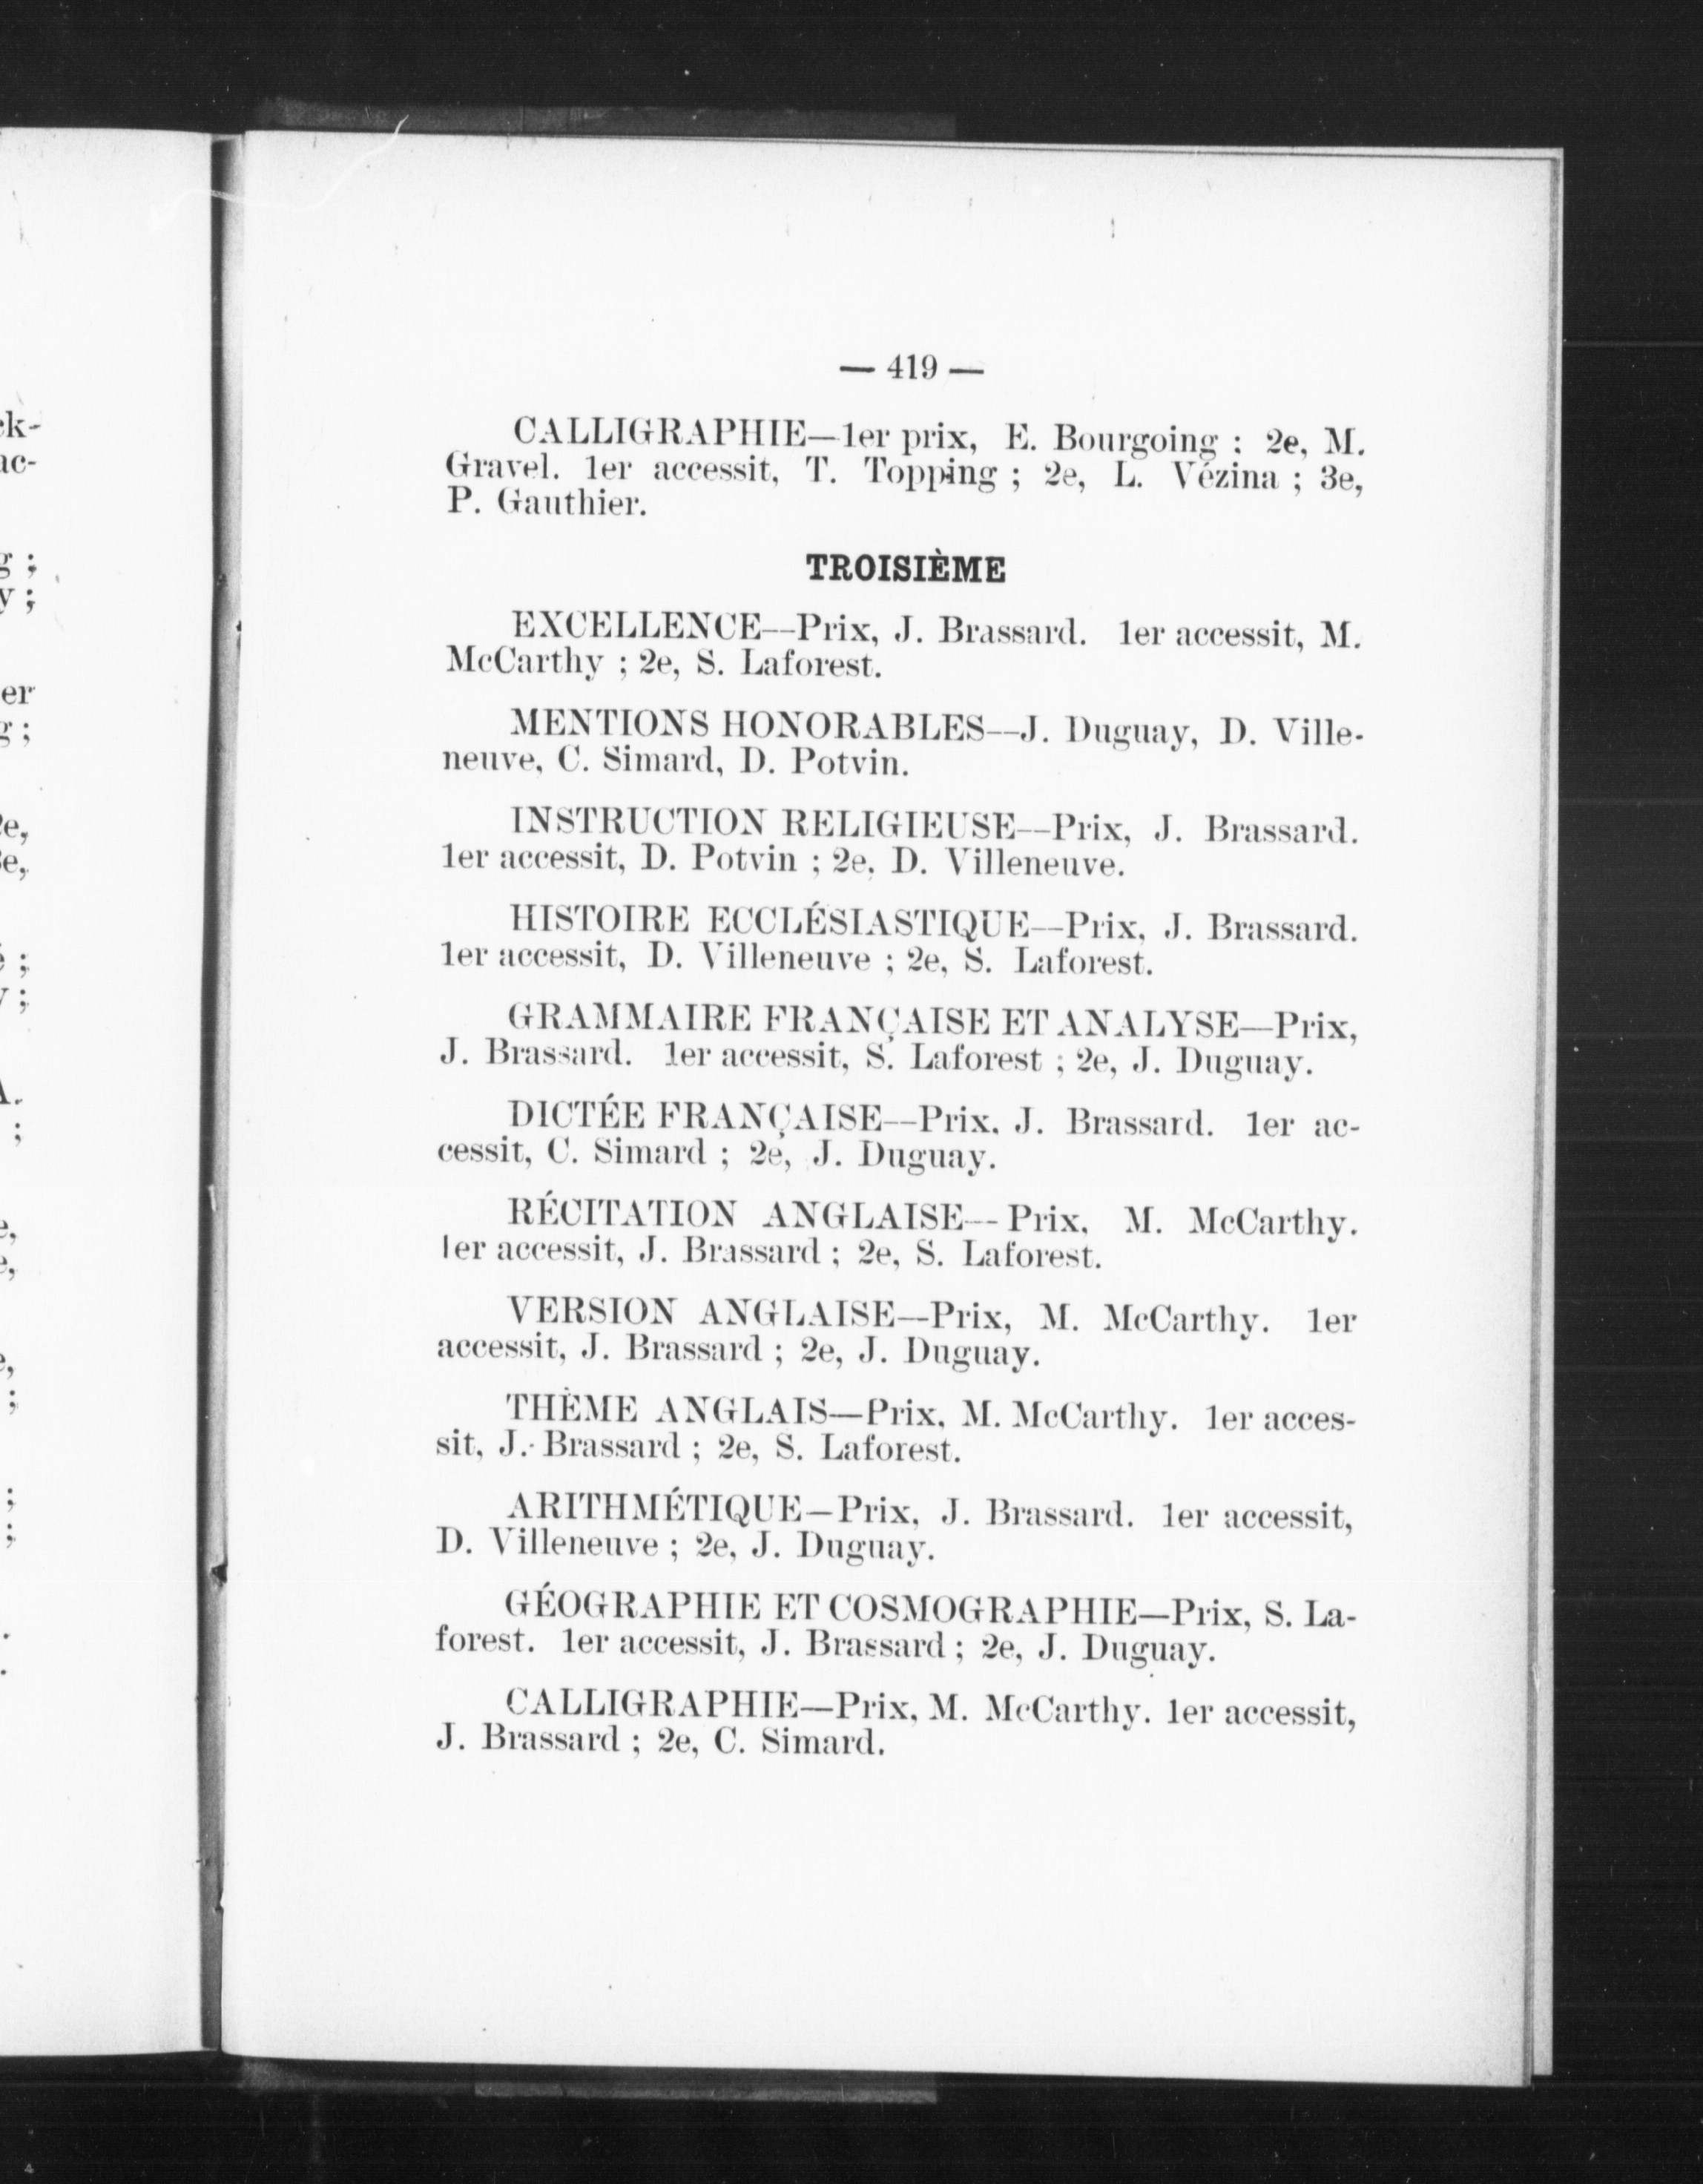 — 419 —
CALLIGRAPHIE—1er prix, E. Bourgoing ; 2e, M.
Gravel. 1er accessit, T. Topping ; 2e, L. Vézina ; 3e,
P. Gauthier.
TROISIÈME
EXCELLENCE—Prix, J. Brassard. 1er accessit, M.
McCarthy ; 2e, S. Laforest.
MENTIONS HONORABLES—J. Duguay, D. Ville-
neuve, C. Simard, D. Potvin.
INSTRUCTION RELIGIEUSE—Prix, J. Brassard.
1er accessit, D. Potvin ; 2e, D. Villeneuve.
HISTOIRE ECCLÉSIASTIQUE—Prix, J. Brassard.
1er accessit, D. Villeneuve ; 2e, S. Laforest.
GRAMMAIRE FRANÇAISE ET ANALYSE—Prix,
J. Brassard. 1er accessit, S. Laforest ; 2e, J. Duguay.
DICTÉE FRANÇAISE—Prix, J. Brassard. 1er ac-
cessit, C. Simard ; 2e, J. Duguay.
RÉCITATION ANGLAISE—Prix, M. McCarthy.
1er accessit, J. Brassard ; 2e, S. Laforest.
VERSION ANGLAISE—Prix, M. McCarthy. 1er
accessit, J. Brassard ; 2e, J. Duguay.
THÈME ANGLAIS—Prix, M. McCarthy. 1er acces-
sit, J. Brassard ; 2e, S. Laforest.
ARITHMÉTIQUE—Prix, J. Brassard. 1er accessit,
D. Villeneuve ; 2e, J. Duguay.
GÉOGRAPHIE ET COSMOGRAPHIE—Prix, S. La-
forest. 1er accessit, J. Brassard ; 2e, J. Duguay.
CALLIGRAPHIE—Prix, M. McCarthy. 1er accessit,
J. Brassard ; 2e, C. Simard.